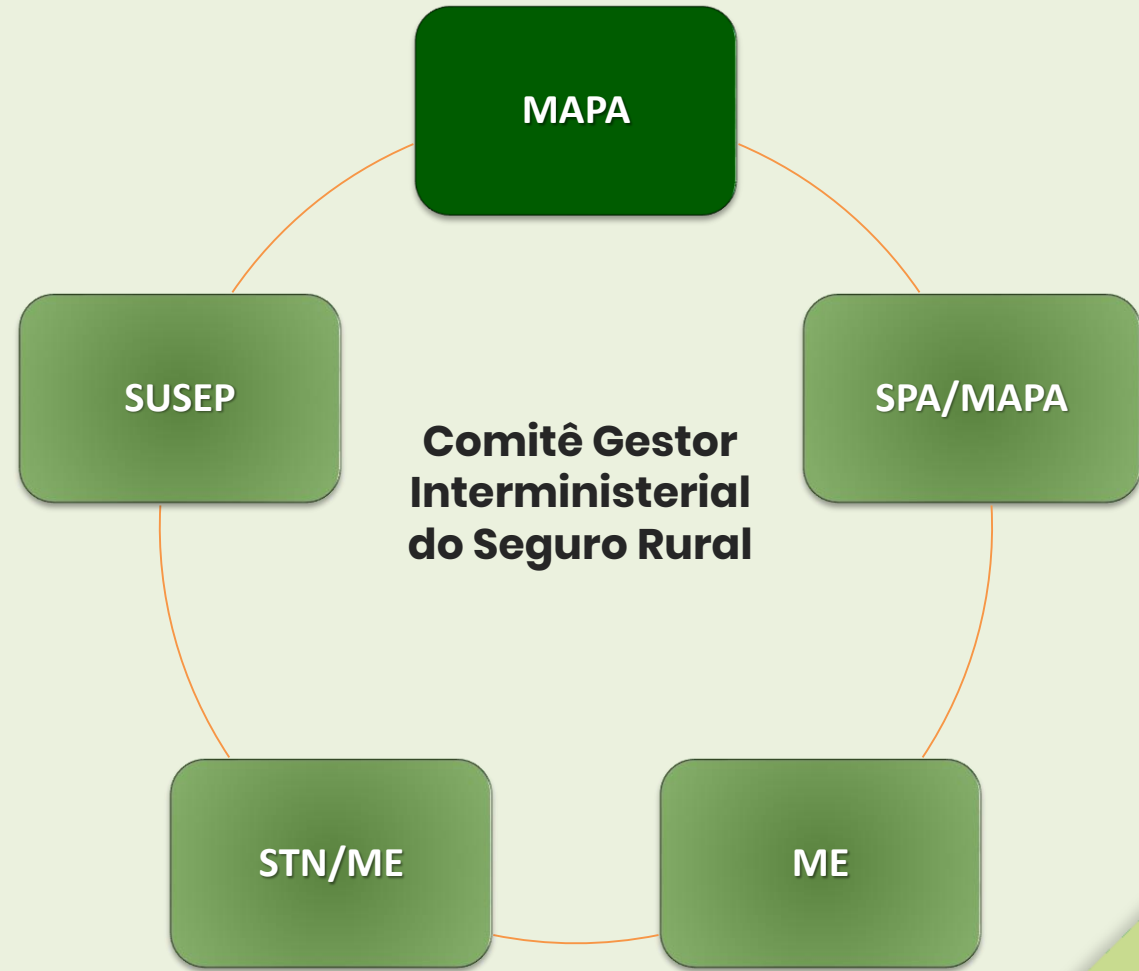 MAPA
SUSEP
SPA/MAPA
Comitê Gestor
Interministerial
do Seguro Rural
STN/ME
ME